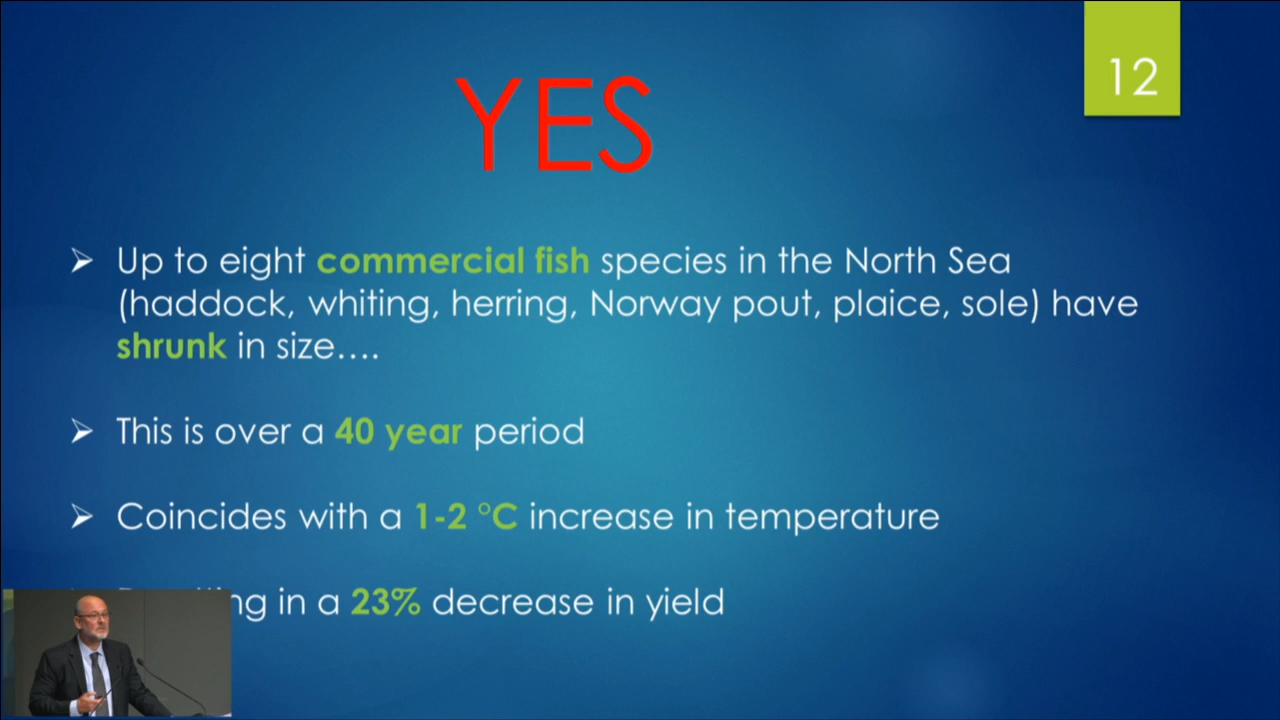 12
YES
➢ Up to eight commercial fish species in the North Sea
(haddock, whiting, herring, Norway pout, plaice, sole) have
shrunk in size....
➢ This is over a 40 year period
➢ Coincides with a 1-2 °C increase in temperature
in a 23% decrease in yield